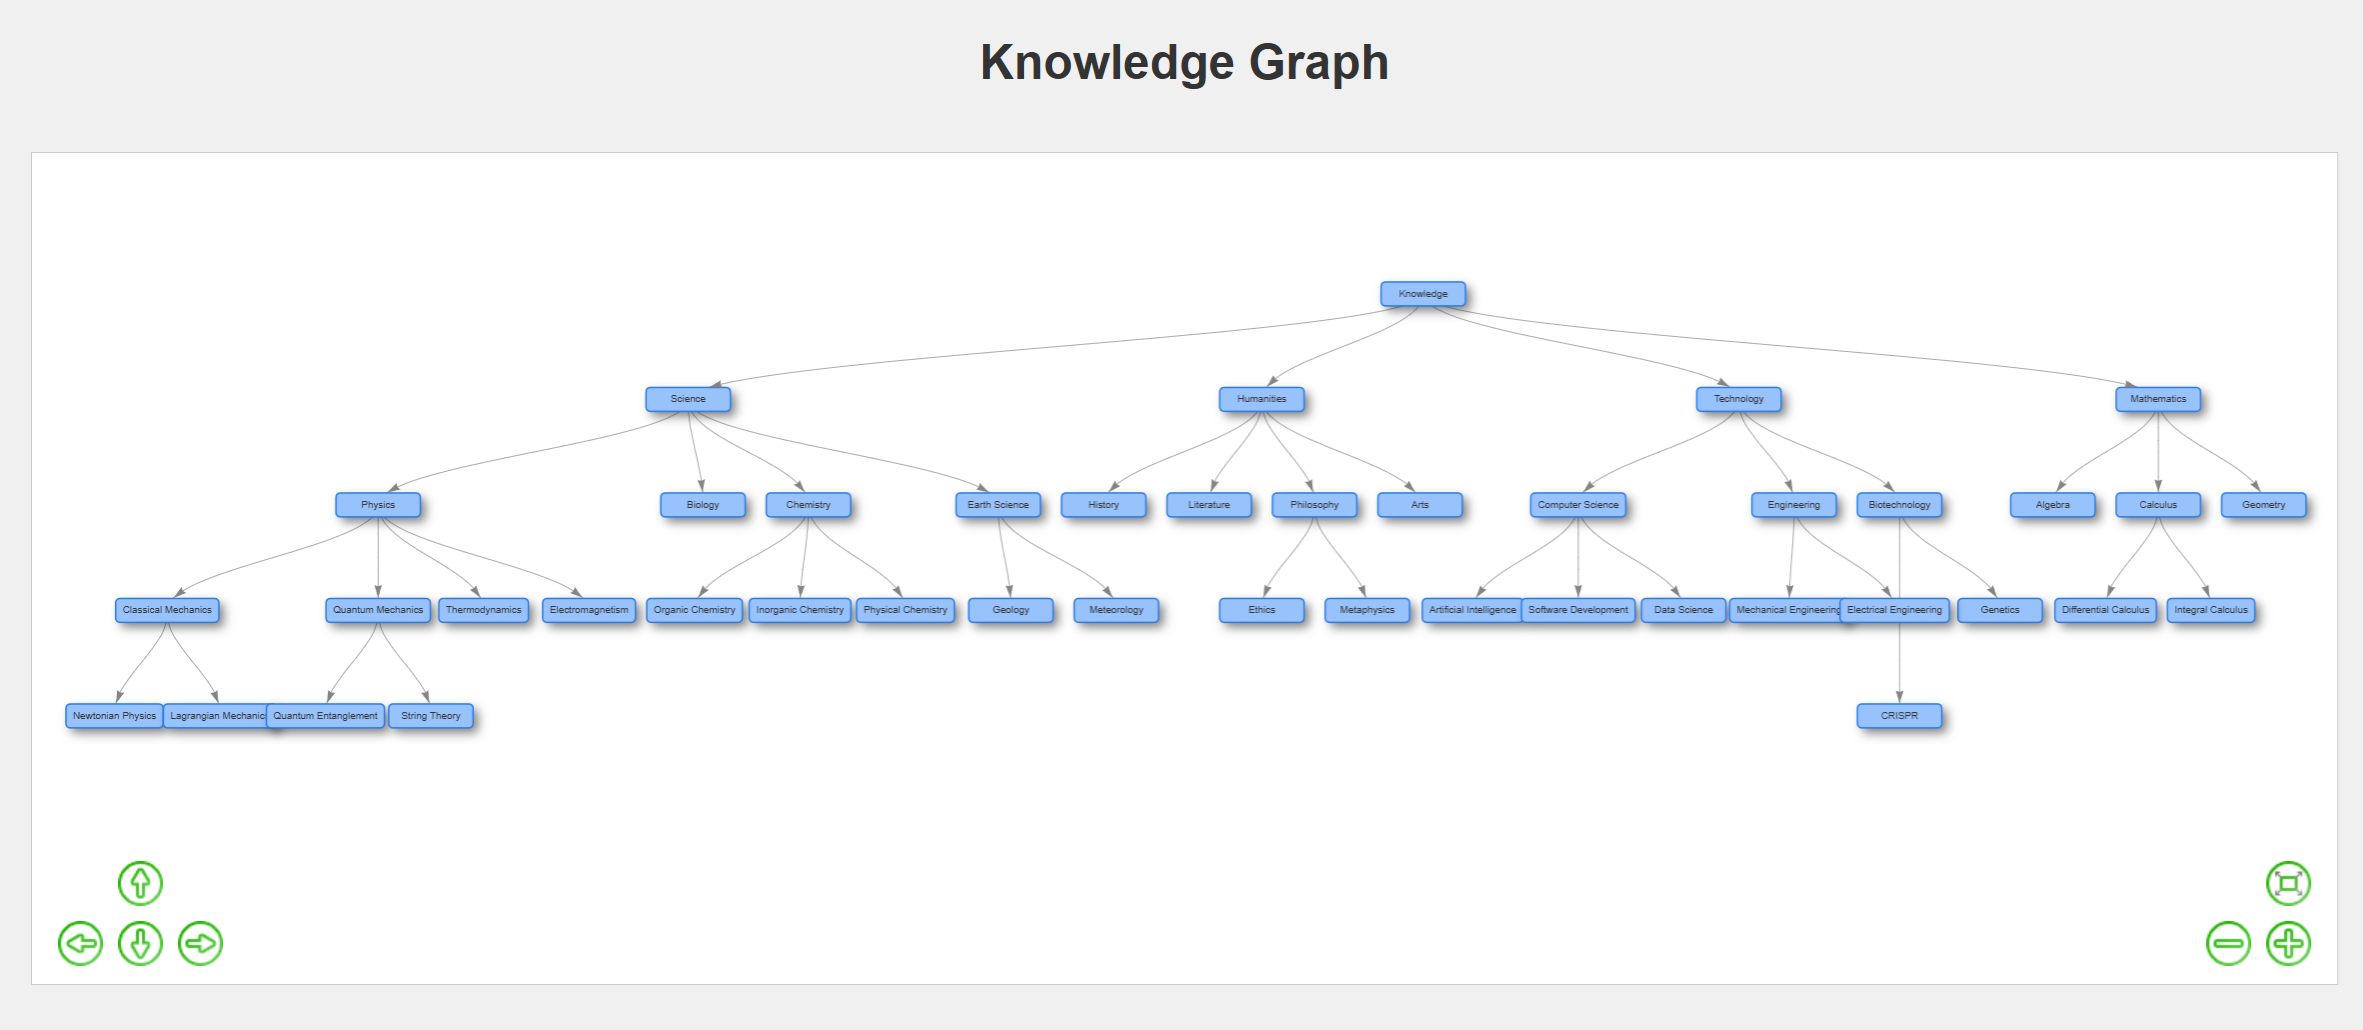 Knowledge Graph
Knowledge
Science
Humanities
Technology
Mathematics
Physics
Biology
Chemistry
Earth Science
History
Literature
Philosophy
Arts
Computer Science
Engineering
Biotechnology
Algebra
Calculus
Geometry
Classical Mechanics
Quantum Mechanics
Thermodynamics
Electromagnetism
Organic Chemistry
Inorganic Chemistry
Physical Chemistry
Geology
Meteorology
Ethics
Metaphysics
Artificial Intelligence
Software Development
Data Science
Mechanical Engineering
Electrical Engineering
Genetics
Differential Calculus
Integral Calculus
Newtonian Physics
Lagrangian Mechanic
Quantum Entanglement
String Theory
CRISPR